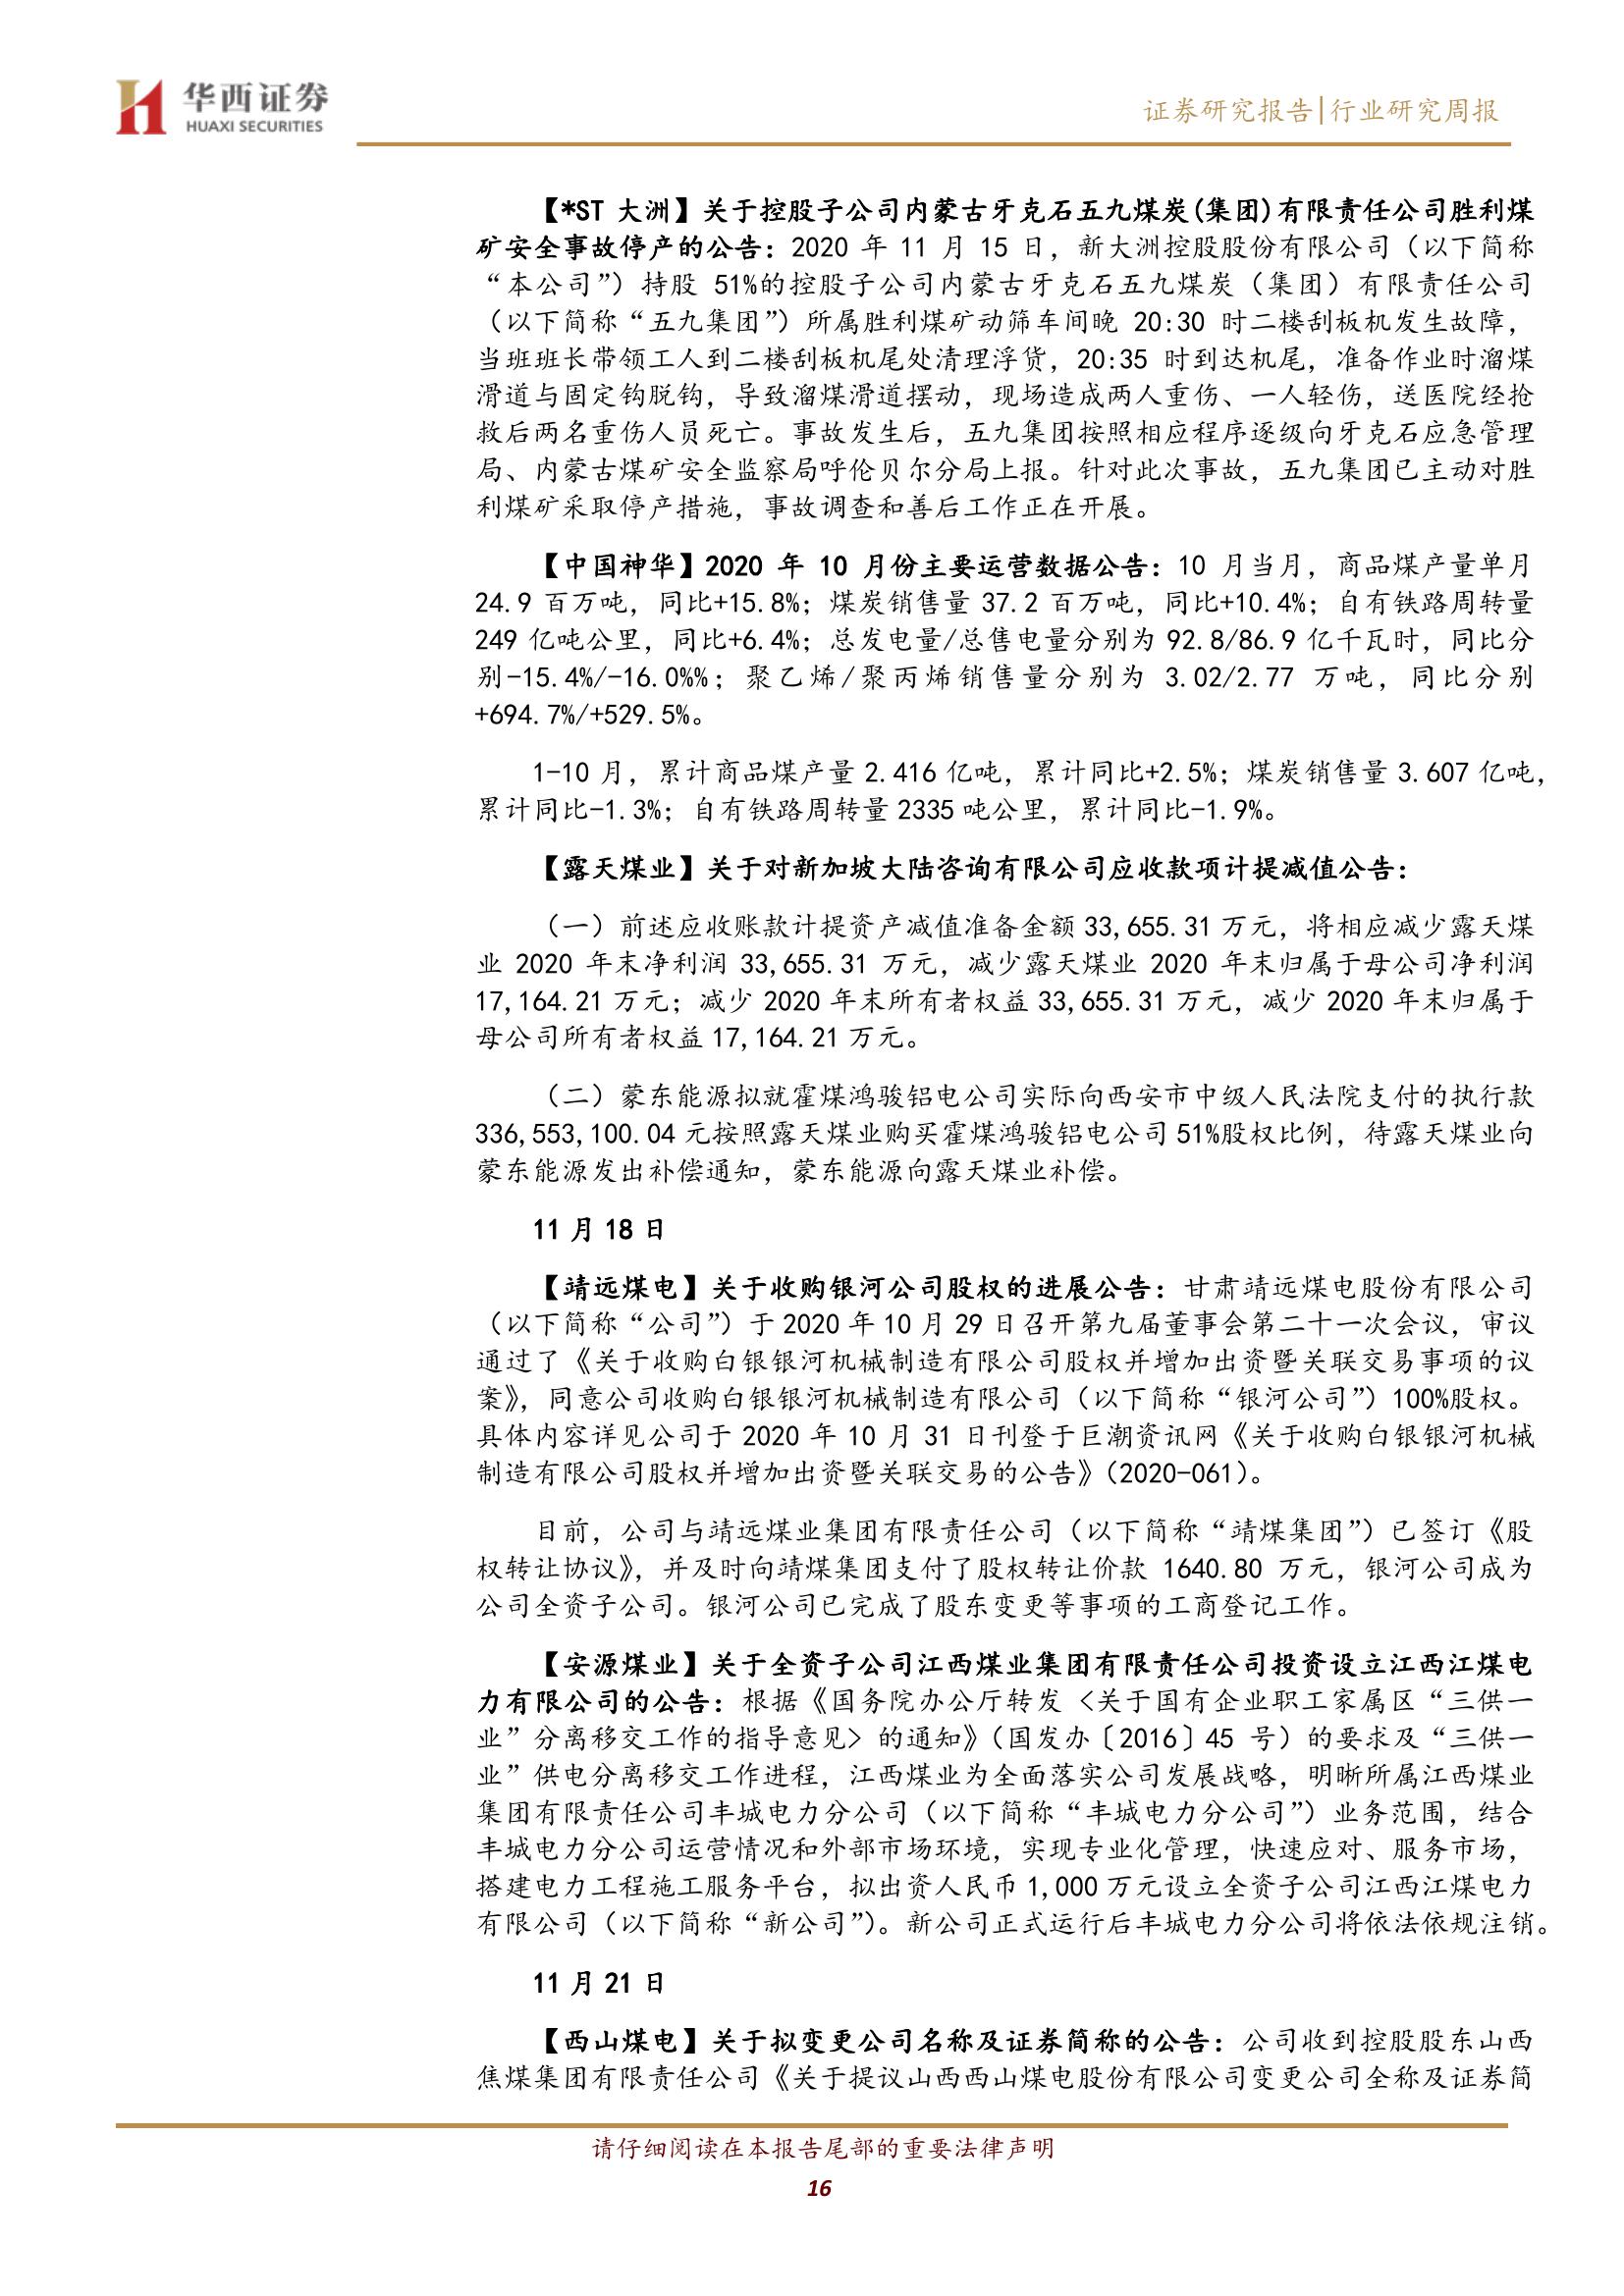 华西证券
HUAXI SECURITIES
证券研究报告|行业研究周报
【*ST 大洲】关于控股子公司内蒙古牙克石五九煤炭(集团)有限责任公司胜利煤
矿安全事故停产的公告：2020 年 11 月 15 日，新大洲控股股份有限公司（以下简称
“本公司”）持股 51%的控股子公司内蒙古牙克石五九煤炭（集团）有限责任公司
（以下简称“五九集团”）所属胜利煤矿动筛车间晚 20:30 时二楼刮板机发生故障，
当班班长带领工人到二楼刮板机尾处清理浮货，20:35 时到达机尾，准备作业时溜煤
滑道与固定钩脱钩，导致溜煤滑道摆动，现场造成两人重伤、一人轻伤，送医院经抢
救后两名重伤人员死亡。事故发生后，五九集团按照相应程序逐级向牙克石应急管理
局、内蒙古煤矿安全监察局呼伦贝尔分局上报。针对此次事故，五九集团已主动对胜
利煤矿采取停产措施，事故调查和善后工作正在开展。
【中国神华】2020 年 10 月份主要运营数据公告：10 月当月，商品煤产量单月
24.9 百万吨，同比+15.8%；煤炭销售量 37.2 百万吨，同比+10.4%；自有铁路周转量
249 亿吨公里，同比+6.4%；总发电量/总售电量分别为 92.8/86.9 亿千瓦时，同比分
别-15.4%/-16.0%%；聚乙烯/聚丙烯销售量分别为 3.02/2.77 万吨，同比分别
+694.7%/+529.5%。
1-10 月，累计商品煤产量 2.416 亿吨，累计同比+2.5%；煤炭销售量 3.607 亿吨，
累计同比-1.3%；自有铁路周转量 2335 吨公里，累计同比-1.9%。
【露天煤业】关于对新加坡大陆咨询有限公司应收款项计提减值公告：
（一）前述应收账款计提资产减值准备金额 33,655.31 万元，将相应减少露天煤
业 2020 年末净利润 33,655.31 万元，减少露天煤业 2020 年末归属于母公司净利润
17,164.21 万元；减少 2020 年末所有者权益 33,655.31 万元，减少 2020 年末归属于
母公司所有者权益 17,164.21 万元。
（二）蒙东能源拟就霍煤鸿骏铝电公司实际向西安市中级人民法院支付的执行款
336,553,100.04 元按照露天煤业购买霍煤鸿骏铝电公司 51%股权比例，待露天煤业向
蒙东能源发出补偿通知，蒙东能源向露天煤业补偿。
11 月 18 日
【靖远煤电】关于收购银河公司股权的进展公告：甘肃靖远煤电股份有限公司
（以下简称“公司”）于 2020 年 10 月 29 日召开第九届董事会第二十一次会议，审议
通过了《关于收购白银银河机械制造有限公司股权并增加出资暨关联交易事项的议
案》，同意公司收购白银银河机械制造有限公司（以下简称“银河公司”）100%股权。
具体内容详见公司于 2020 年 10 月 31 日刊登于巨潮资讯网《关于收购白银银河机械
制造有限公司股权并增加出资暨关联交易的公告》（2020-061）。
目前，公司与靖远煤业集团有限责任公司（以下简称“靖煤集团”）已签订《股
权转让协议》，并及时向靖煤集团支付了股权转让价款 1640.80 万元，银河公司成为
公司全资子公司。银河公司已完成了股东变更等事项的工商登记工作。
【安源煤业】关于全资子公司江西煤业集团有限责任公司投资设立江西江煤电
力有限公司的公告：根据《国务院办公厅转发 <关于国有企业职工家属区“三供一
业”分离移交工作的指导意见> 的通知》（国发办〔2016〕45 号）的要求及“三供一
业”供电分离移交工作进程，江西煤业为全面落实公司发展战略，明晰所属江西煤业
集团有限责任公司丰城电力分公司（以下简称“丰城电力分公司”）业务范围，结合
丰城电力分公司运营情况和外部市场环境，实现专业化管理，快速应对、服务市场，
搭建电力工程施工服务平台，拟出资人民币 1,000 万元设立全资子公司江西江煤电力
有限公司（以下简称“新公司”）。新公司正式运行后丰城电力分公司将依法依规注销。
11 月 21 日
【西山煤电】关于拟变更公司名称及证券简称的公告：公司收到控股股东山西
焦煤集团有限责任公司《关于提议山西西山煤电股份有限公司变更公司全称及证券简
请仔细阅读在本报告尾部的重要法律声明
16